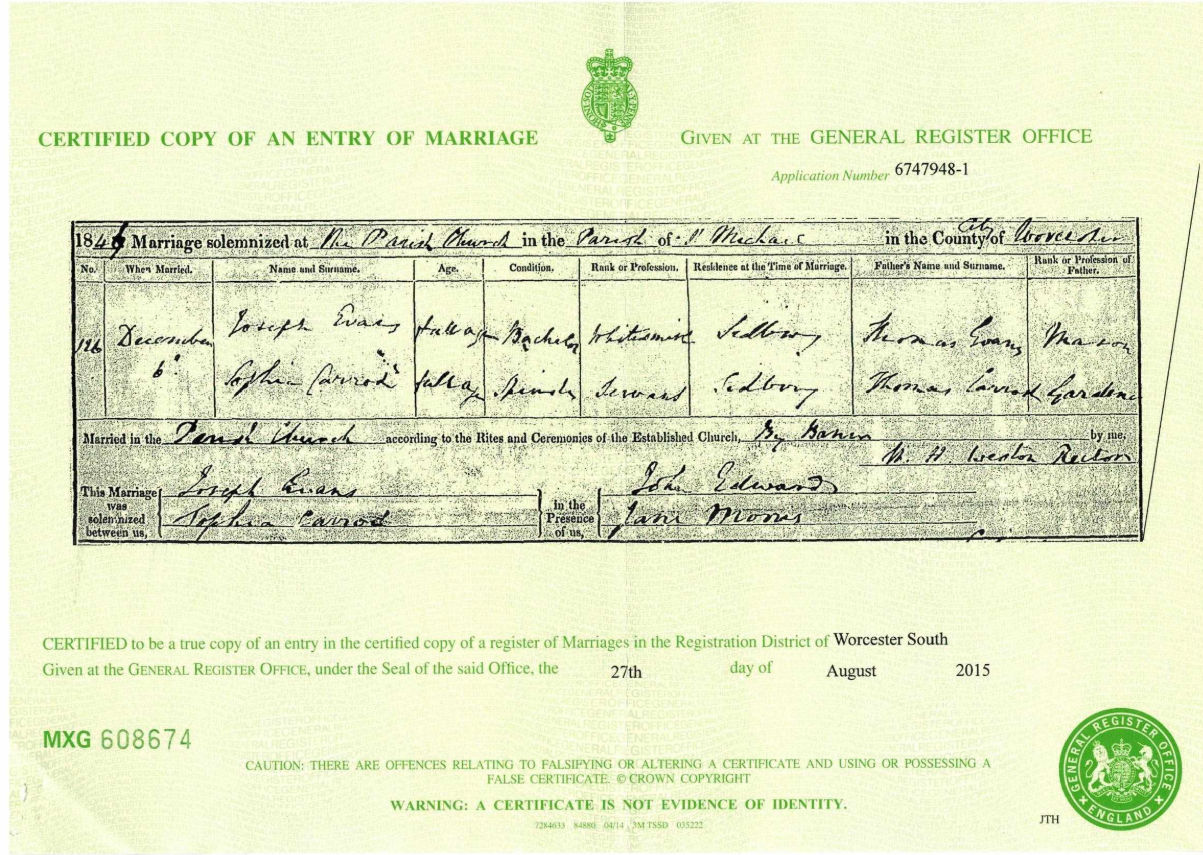 CERTIFIED COPY OF AN ENTRY OF MARRIAGE
GIVEN AT THE GENERAL REGISTER OFFICE
Application Number 6747948-1
184 Marriage solemnized at The Parish Church in the Parish of St Michael in the County City of Worcester
No. When Married. Name and Surname. Age. Condition. Rank or Profession. Residence at the Time of Marriage. Father's Name and Surname. Rank or Profession of Father.
126 December 6th Joseph Evans full age Bachelor Whitesmith Thomas Evans Mason
Sophia Carrod full age Spinster Servant Thomas Carrod Gardener
Married in the Parish Church according to the Rites and Ceremonies of the Established Church, By Banns by me,
Weston Rector
This Marriage was solemnized between us, Joseph Evans
Sophia Carrod
in the Presence of us, John Edwards
Jane Morris
CERTIFIED to be a true copy of an entry in the certified copy of a register of Marriages in the Registration District of Worcester South
Given at the GENERAL REGISTER OFFICE, under the Seal of the said Office, the 27th day of August 2015
MXG 608674
CAUTION: THERE ARE OFFENCES RELATING TO FALSIFYING OR ALTERING A CERTIFICATE AND USING OR POSSESSING A
FALSE CERTIFICATE. © CROWN COPYRIGHT
WARNING: A CERTIFICATE IS NOT EVIDENCE OF IDENTITY.
7284633 84880 04/14 3M TSSD 035222
JTH
GENERAL REGISTER OFFICE
ENGLAND